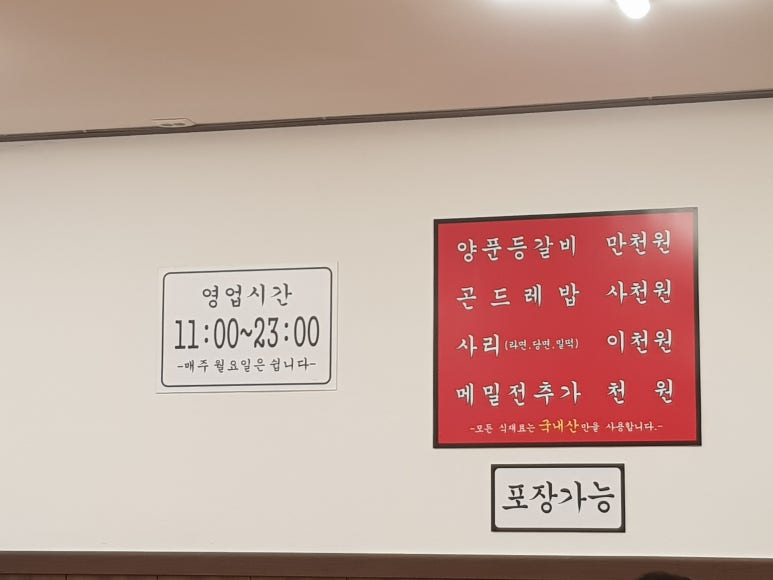 영업시간
11:00~23:00
-매주 월요일은 쉽니다-
양푼등갈비 만천원
곤드레밥 사천원
사리(라면,당면,밀떡) 이천원
메밀전추가 천원
-모든 식재료는 국내산만을 사용합니다.-
포장가능